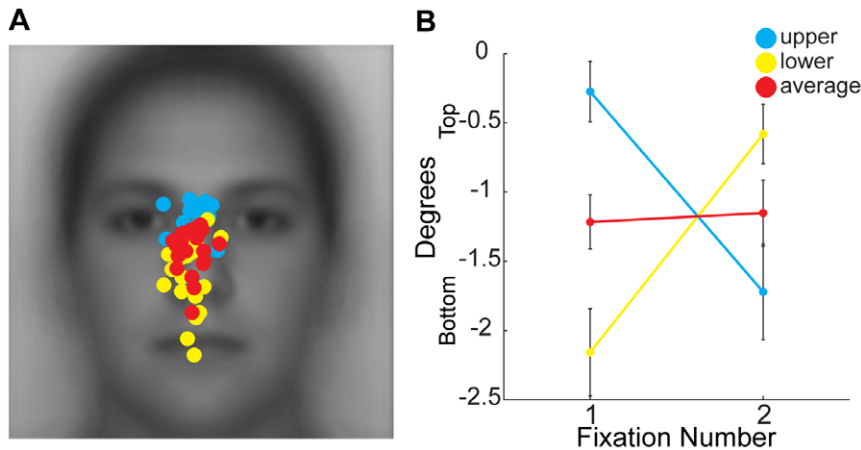 A
B
upper
lower
average
0
-0.5
-1
-1.5
-2
-2.5
Top
Degrees
Bottom
1
2
Fixation Number